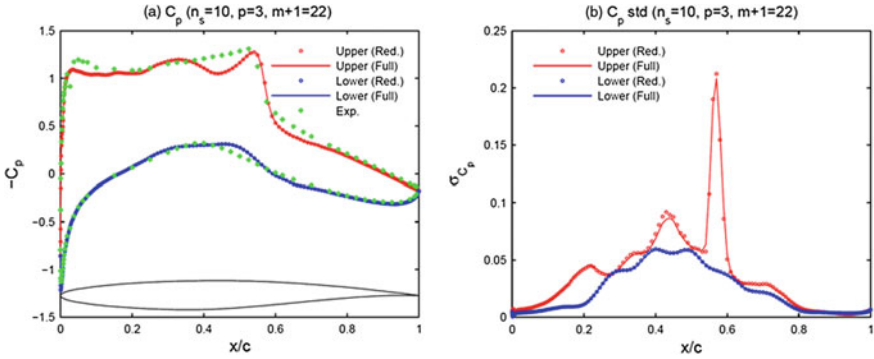 (a) C_p (n_s=10, p=3, m+1=22)
1.5
1
0.5
0
-0.5
-1
-1.5
-C_p
Upper (Red.)
Upper (Full)
Lower (Red.)
Lower (Full)
Exp.
0 0.2 0.4 0.6 0.8 1
x/c
(b) C_p std (n_s=10, p=3, m+1=22)
0.25
0.2
0.15
0.1
0.05
0
σ_{C_p}
Upper (Red.)
Upper (Full)
Lower (Red.)
Lower (Full)
0 0.2 0.4 0.6 0.8 1
x/c